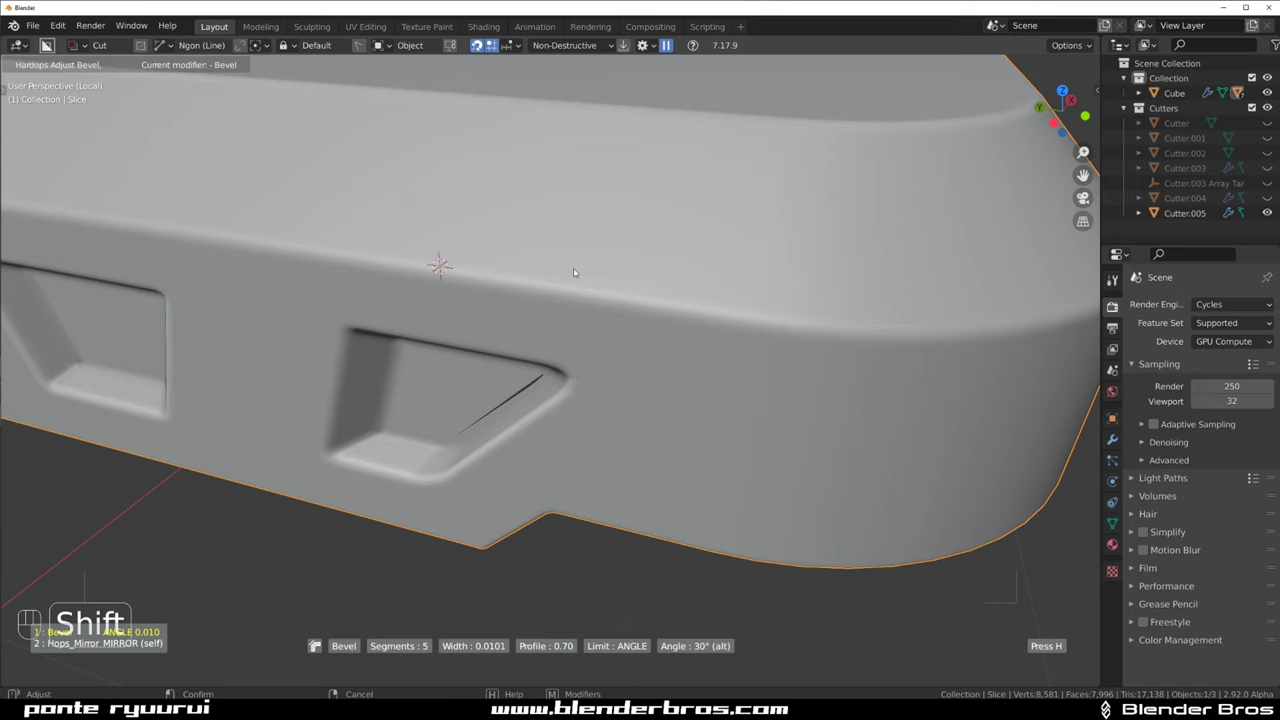 Blender
File Edit Render Window Help Layout Modeling Sculpting UV Editing Texture Paint Shading Animation Rendering Compositing Scripting Scene View Layer
Cut Ngon (Line) Default Object Non-Destructive 7.17.9 Options
Hardops Adjust Bevel, Current modifier: - Bevel
User Perspective (Local)
(1) Collection | Slice
Scene Collection
Collection
Cube
Cutters
Cutter
Cutter.001
Cutter.002
Cutter.003
Cutter.003 Array Tar
Cutter.004
Cutter.005
Scene
Render Engi.. Cycles
Feature Set Supported
Device GPU Compute
Sampling
Render 250
Viewport 32
Adaptive Sampling
Denoising
Advanced
Light Paths
Volumes
Hair
Simplify
Motion Blur
Film
Performance
Grease Pencil
Freestyle
Color Management
X
Y
Z
Shift
1 : Bevel ANGLE 0.010
2 : Hops_Mirror MIRROR (self)
Bevel Segments : 5 Width : 0.0101 Profile : 0.70 Limit : ANGLE Angle : 30° (alt) Press H
Adjust Confirm Cancel H Help M Modifiers Collection | Slice | Verts:8,581 | Faces:7,996 | Tris:17,138 | Objects:1/3 | 2.92.0 Alpha
ponte ryuurui www.blenderbros.com Blender Bros